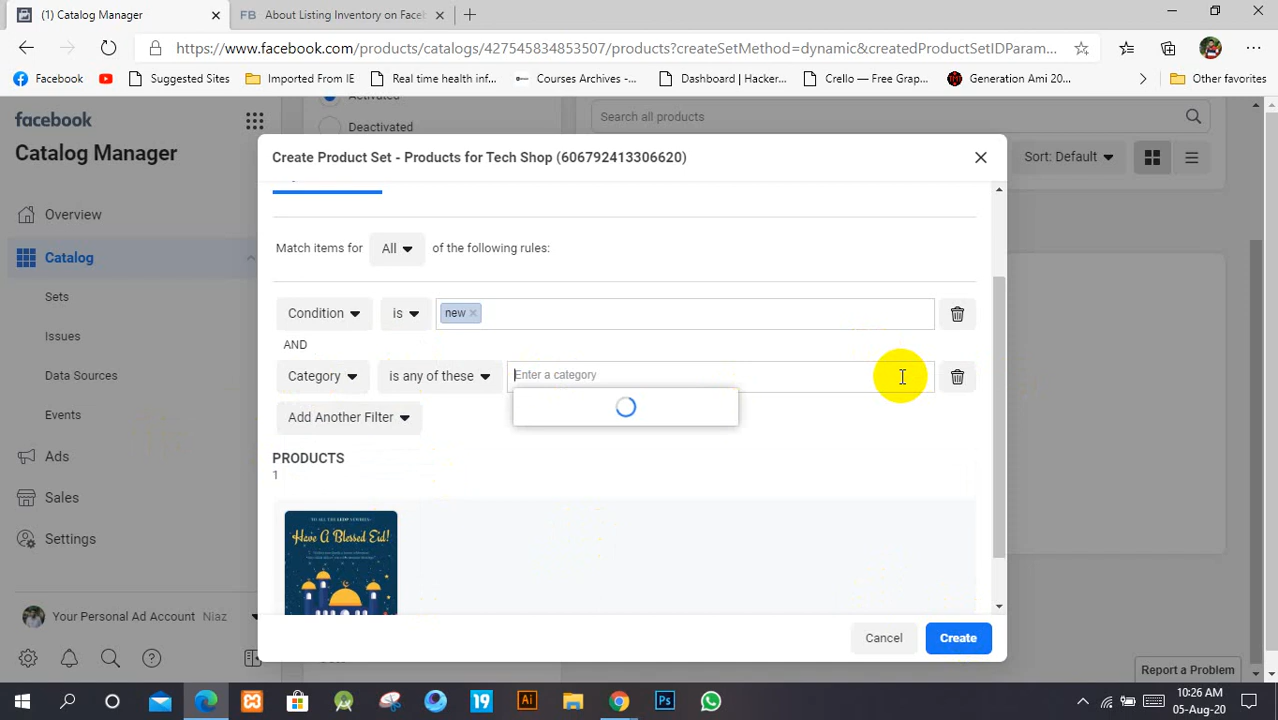 (1) Catalog Manager
About Listing Inventory on Faceb
https://www.facebook.com/products/catalogs/427545834853507/products?createSetMethod=dynamic&createdProductSetIDParam...
Facebook
Suggested Sites
Imported From IE
Real time health inf...
Courses Archives -...
Dashboard | Hacker...
Crello — Free Grap...
Generation Ami 20...
Other favorites
facebook
Catalog Manager
Overview
Catalog
Sets
Issues
Data Sources
Events
Ads
Sales
Settings
Your Personal Ad Account Niaz
Deactivated
Search all products
Sort: Default
Create Product Set - Products for Tech Shop (606792413306620)
Match items for All of the following rules:
Condition is new
AND
Category is any of these Enter a category
Add Another Filter
PRODUCTS
1
Have A Blessed Eid!
Cancel Create
Report a Problem
19
Ai
Ps
10:26 AM
05-Aug-20